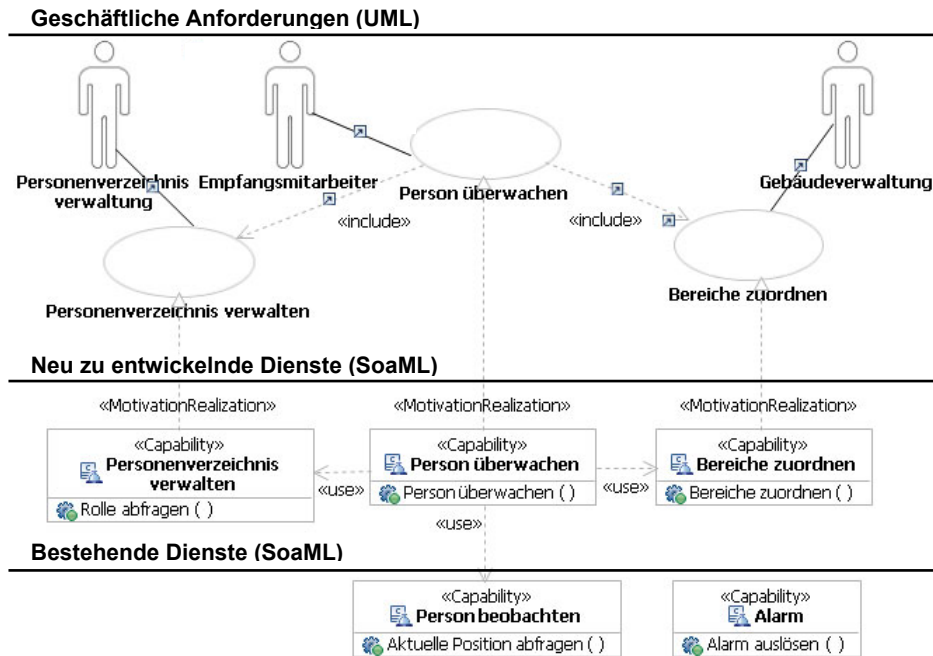 Geschäftliche Anforderungen (UML)
Personenverzeichnis
verwaltung
Empfangsmitarbeiter
Person überwachen
Gebäudeverwaltung
«include»
«include»
Personenverzeichnis verwalten
Bereiche zuordnen
Neu zu entwickelnde Dienste (SoaML)
«MotivationRealization»
«MotivationRealization»
«MotivationRealization»
«Capability»
Personenverzeichnis
verwalten
Rolle abfragen ( )
«use»
«Capability»
Person überwachen
Person überwachen ( )
«use»
«Capability»
Bereiche zuordnen
Bereiche zuordnen ( )
«use»
Bestehende Dienste (SoaML)
«Capability»
Person beobachten
Aktuelle Position abfragen ( )
«Capability»
Alarm
Alarm auslösen ( )